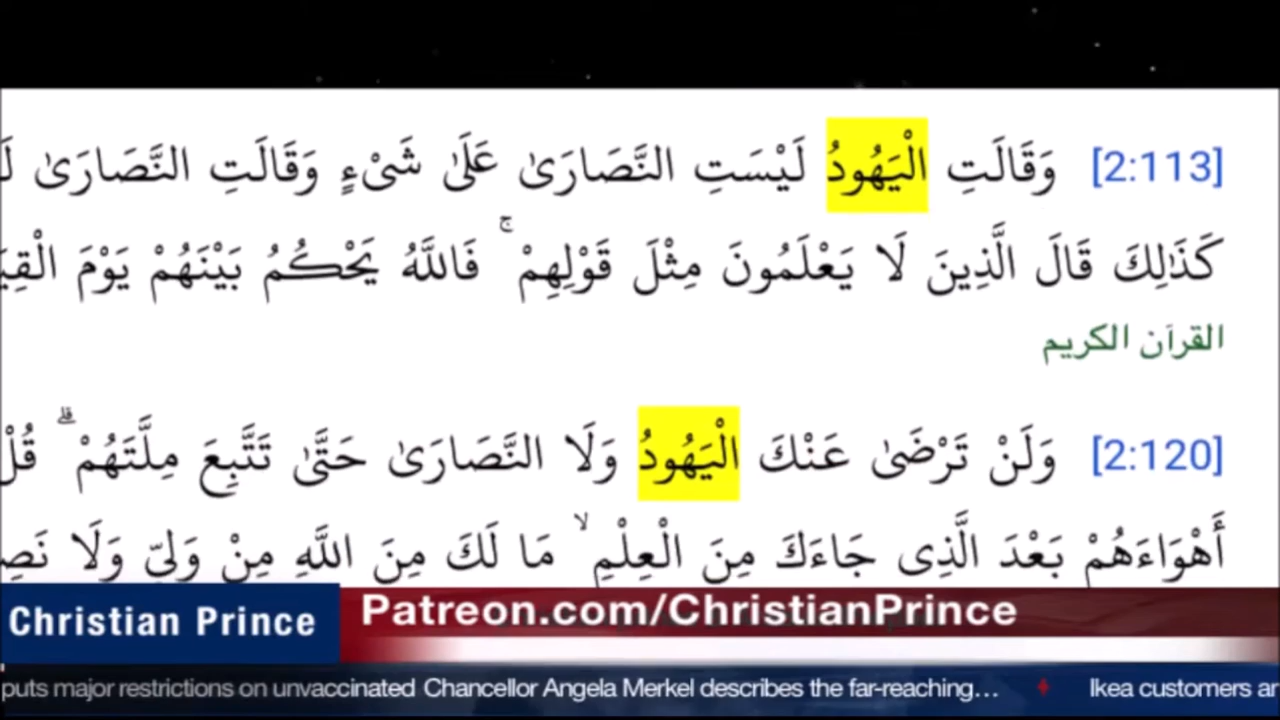 [2:113] وَقَالَتِ الْيَهُودُ لَيْسَتِ النَّصَارَىٰ عَلَىٰ شَىْءٍ وَقَالَتِ النَّصَارَىٰ
كَذَٰلِكَ قَالَ الَّذِينَ لَا يَعْلَمُونَ مِثْلَ قَوْلِهِمْ ۚ فَاللَّهُ يَحْكُمُ بَيْنَهُمْ يَوْمَ
القرآن الكريم
[2:120] وَلَنْ تَرْضَىٰ عَنْكَ الْيَهُودُ وَلَا النَّصَارَىٰ حَتَّىٰ تَتَّبِعَ مِلَّتَهُمْ ۗ قُلْ
أَهْوَاءَهُمْ بَعْدَ الَّذِى جَاءَكَ مِنَ الْعِلْمِ ۙ مَا لَكَ مِنَ اللَّهِ مِنْ وَلِىّ وَلَا
Christian Prince
Patreon.com/ChristianPrince
puts major restrictions on unvaccinated Chancellor Angela Merkel describes the far-reaching... Ikea customers